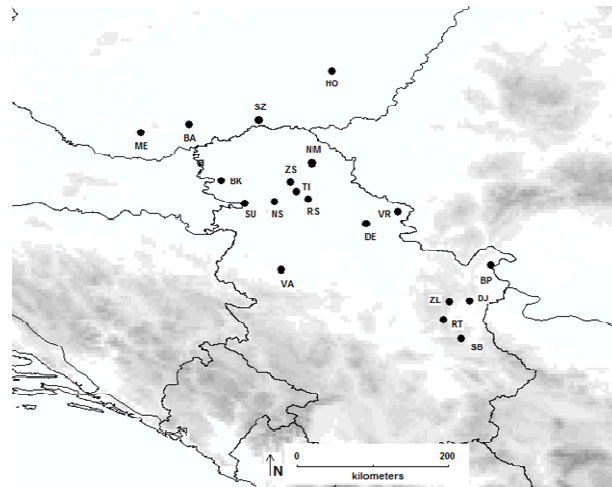 HO
SZ
BA
ME
NM
ZS
BK
TI
SU
NS
RS
VR
DE
VA
BP
ZL
DJ
RT
SB
N
0
200
kilometers